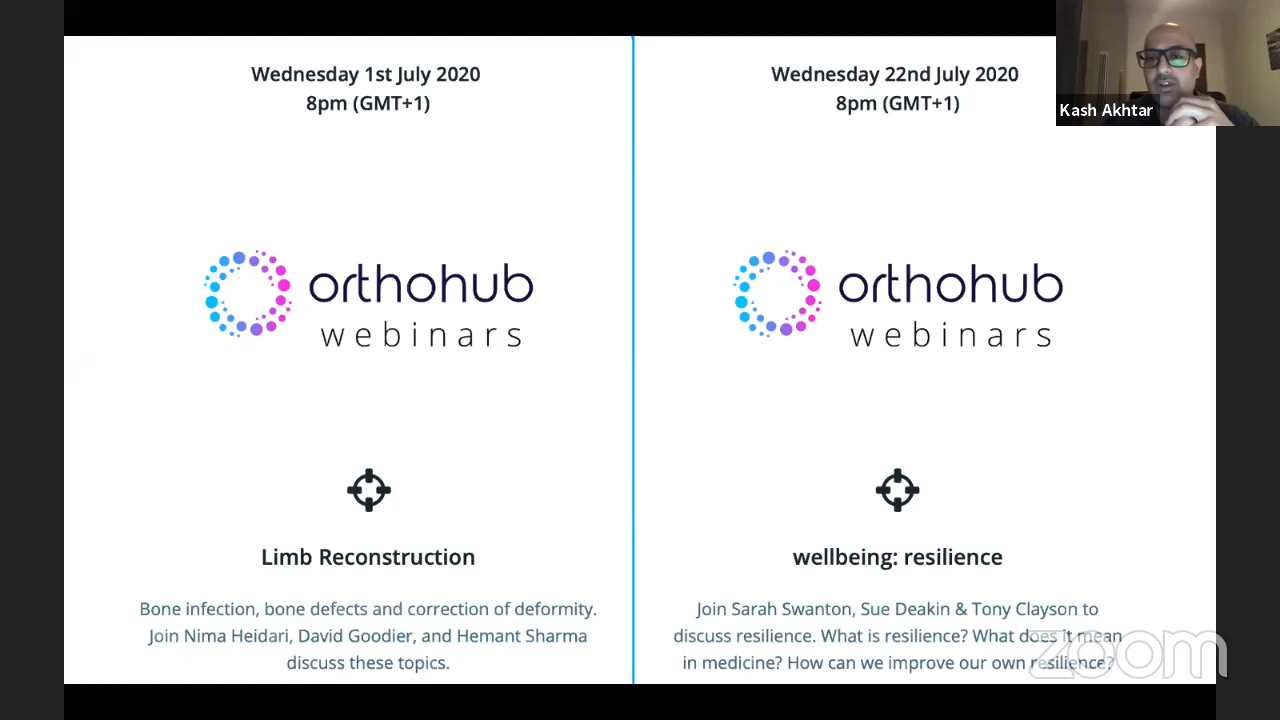 Wednesday 1st July 2020
8pm (GMT+1)
orthohub
webinars
Limb Reconstruction
Bone infection, bone defects and correction of deformity.
Join Nima Heidari, David Goodier, and Hemant Sharma
discuss these topics.
Wednesday 22nd July 2020
8pm (GMT+1)
orthohub
webinars
wellbeing: resilience
Join Sarah Swanton, Sue Deakin & Tony Clayson to
discuss resilience. What is resilience? What does it mean
in medicine? How can we improve our own resilience?
Kash Akhtar
zoom